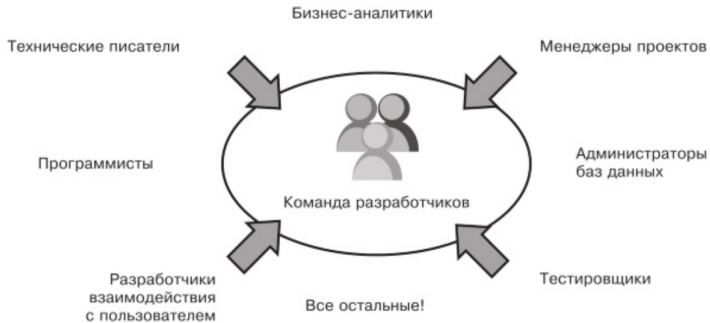 Бизнес-аналитики
Технические писатели
Менеджеры проектов
Программисты
Администраторы
баз данных
Команда разработчиков
Разработчики
взаимодействия
с пользователем
Тестировщики
Все остальные!